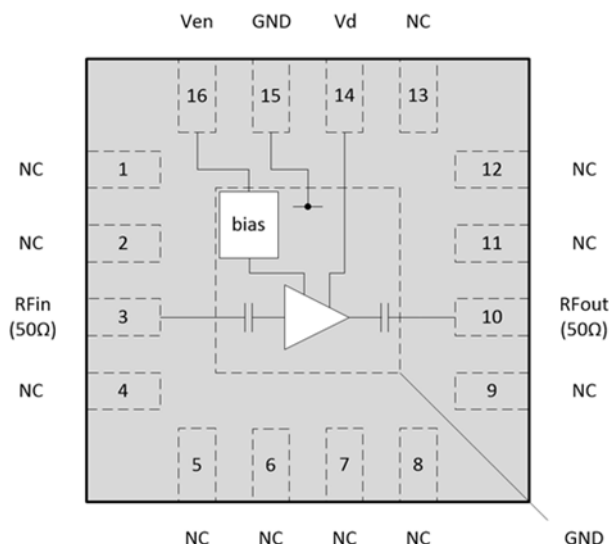 Ven GND Vd NC
16 15 14 13
NC 1 12 NC
bias
NC 2 11 NC
RFin
(50Ω)
3 10
RFout
(50Ω)
NC 4 9 NC
5 6 7 8
NC NC NC NC GND